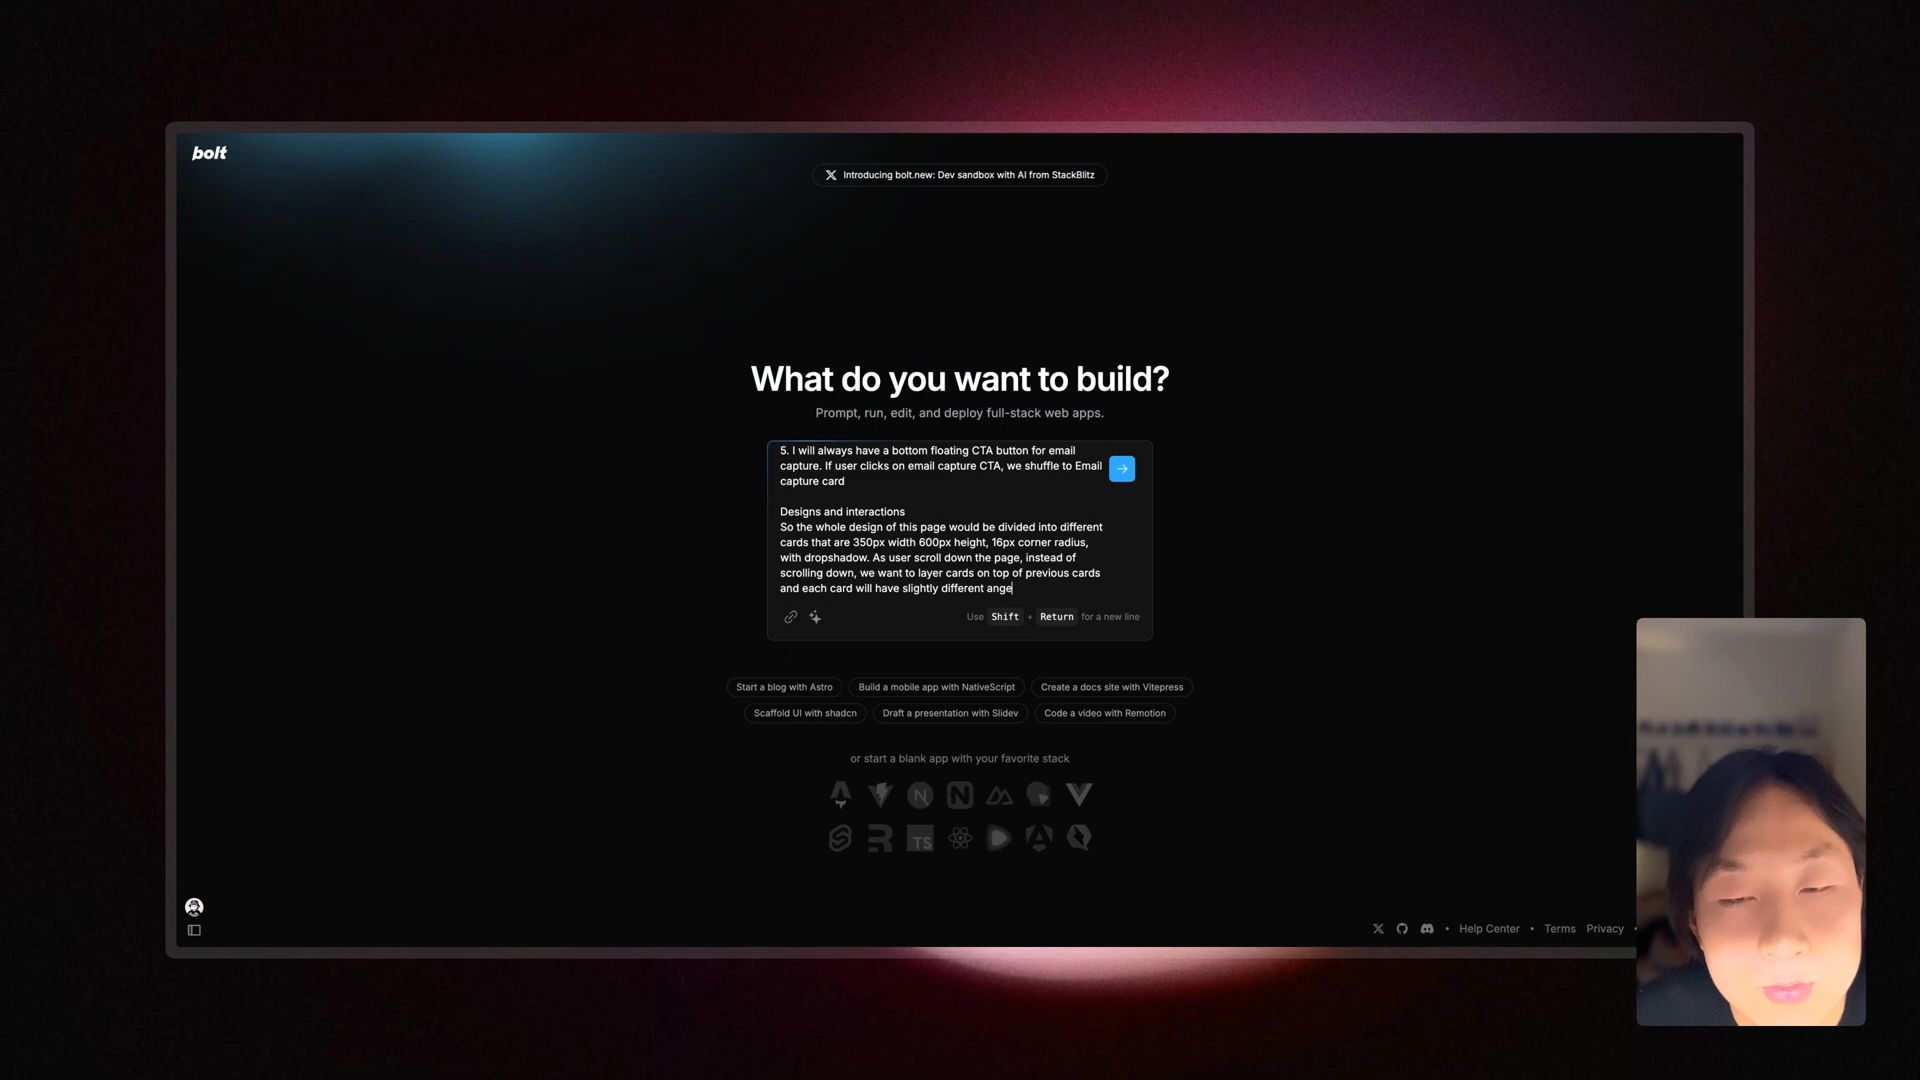 bolt
Introducing bolt.new: Dev sandbox with AI from StackBlitz
What do you want to build?
Prompt, run, edit, and deploy full-stack web apps.
5. I will always have a bottom floating CTA button for email
capture. If user clicks on email capture CTA, we shuffle to Email
capture card
Designs and interactions
So the whole design of this page would be divided into different
cards that are 350px width 600px height, 16px corner radius,
with dropshadow. As user scroll down the page, instead of
scrolling down, we want to layer cards on top of previous cards
and each card will have slightly different ange
Use Shift + Return for a new line
Start a blog with Astro
Build a mobile app with NativeScript
Create a docs site with Vitepress
Scaffold UI with shadcn
Draft a presentation with Slidev
Code a video with Remotion
or start a blank app with your favorite stack
TS
Help Center • Terms Privacy